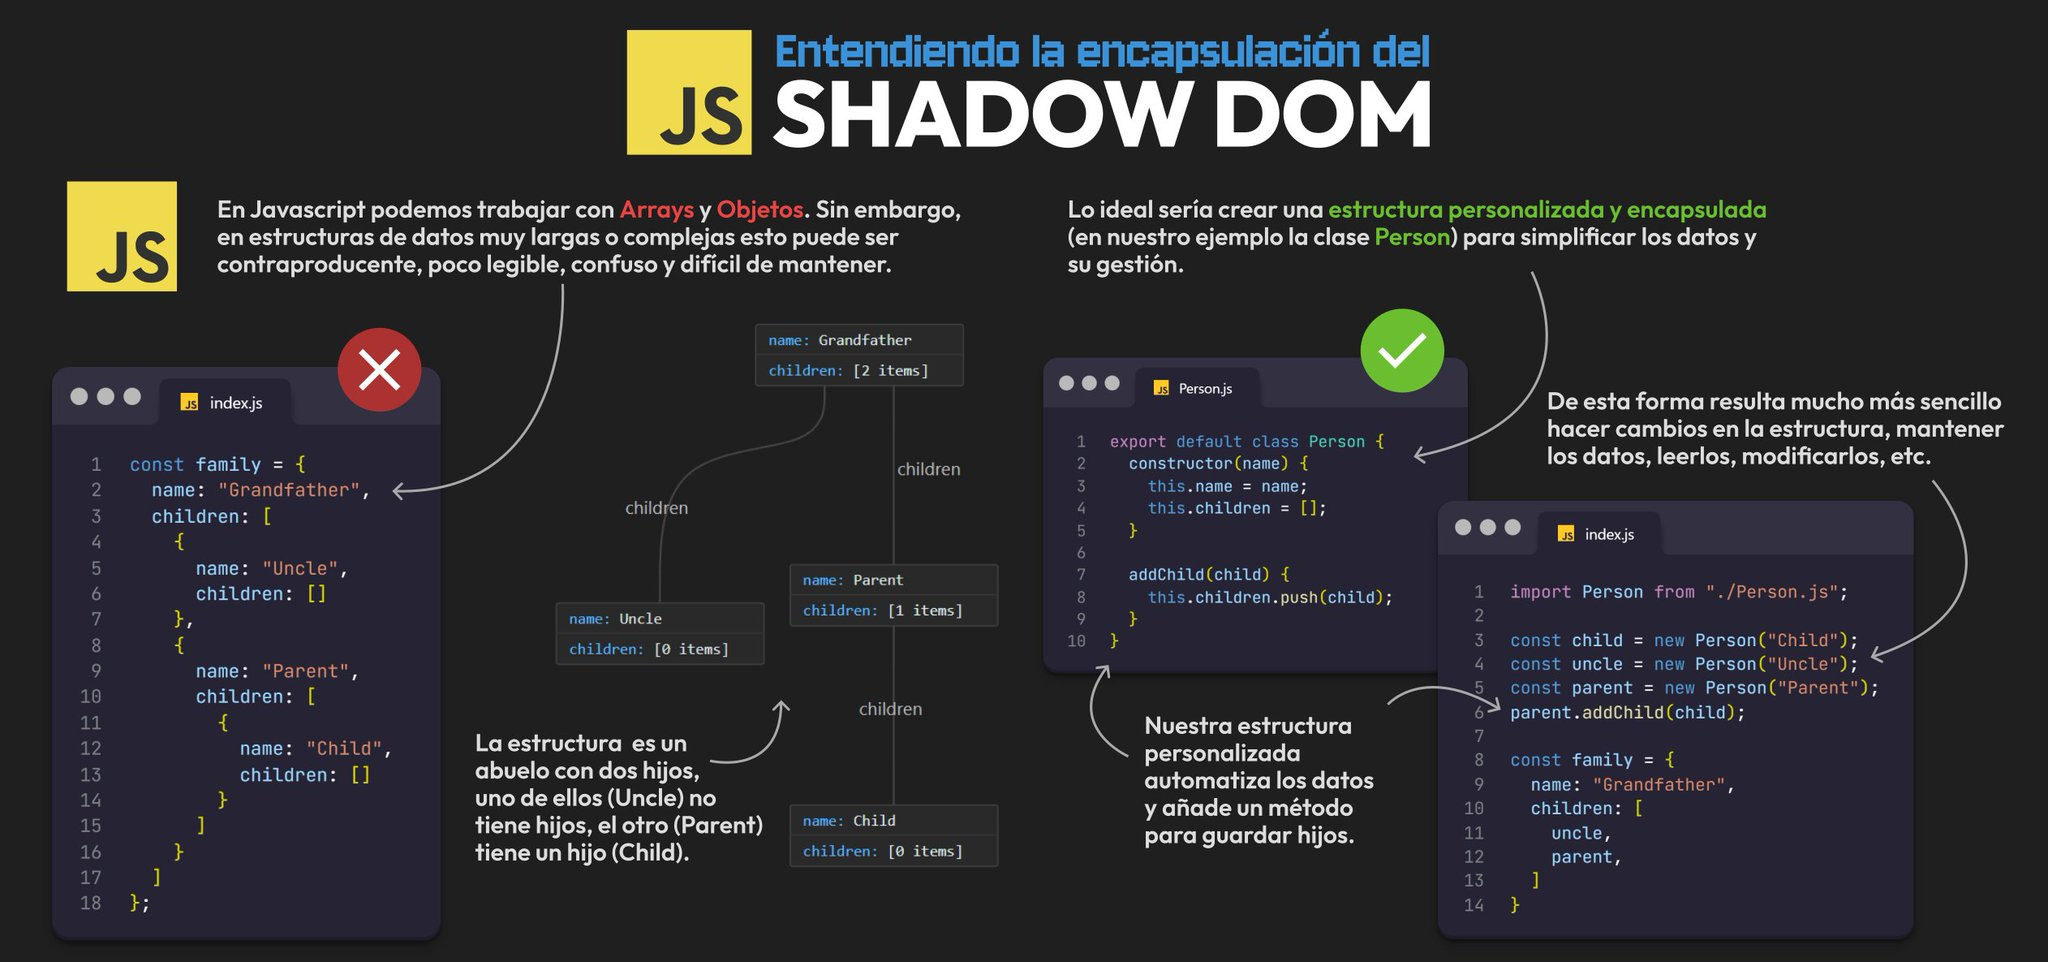 JS
Entendiendo la encapsulación del
SHADOW DOM
JS
En Javascript podemos trabajar con Arrays y Objetos. Sin embargo,
en estructuras de datos muy largas o complejas esto puede ser
contraproducente, poco legible, confuso y difícil de mantener.
JS index.js
1 const family = {
2 name: "Grandfather",
3 children: [
4 {
5 name: "Uncle",
6 children: []
7 },
8 {
9 name: "Parent",
10 children: [
11 {
12 name: "Child",
13 children: []
14 }
15 ]
16 }
17 ]
18 };
name: Grandfather
children: [2 items]
children
children
name: Parent
children: [1 items]
name: Uncle
children: [0 items]
children
name: Child
children: [0 items]
La estructura es un
abuelo con dos hijos,
uno de ellos (Uncle) no
tiene hijos, el otro (Parent)
tiene un hijo (Child).
Lo ideal sería crear una estructura personalizada y encapsulada
(en nuestro ejemplo la clase Person) para simplificar los datos y
su gestión.
JS Person.js
1 export default class Person {
2 constructor(name) {
3 this.name = name;
4 this.children = [];
5 }
6
7 addChild(child) {
8 this.children.push(child);
9 }
10 }
Nuestra estructura
personalizada
automatiza los datos
y añade un método
para guardar hijos.
De esta forma resulta mucho más sencillo
hacer cambios en la estructura, mantener
los datos, leerlos, modificarlos, etc.
JS index.js
1 import Person from "./Person.js";
2
3 const child = new Person("Child");
4 const uncle = new Person("Uncle");
5 const parent = new Person("Parent");
6 parent.addChild(child);
7
8 const family = {
9 name: "Grandfather",
10 children: [
11 uncle,
12 parent,
13 ]
14 }